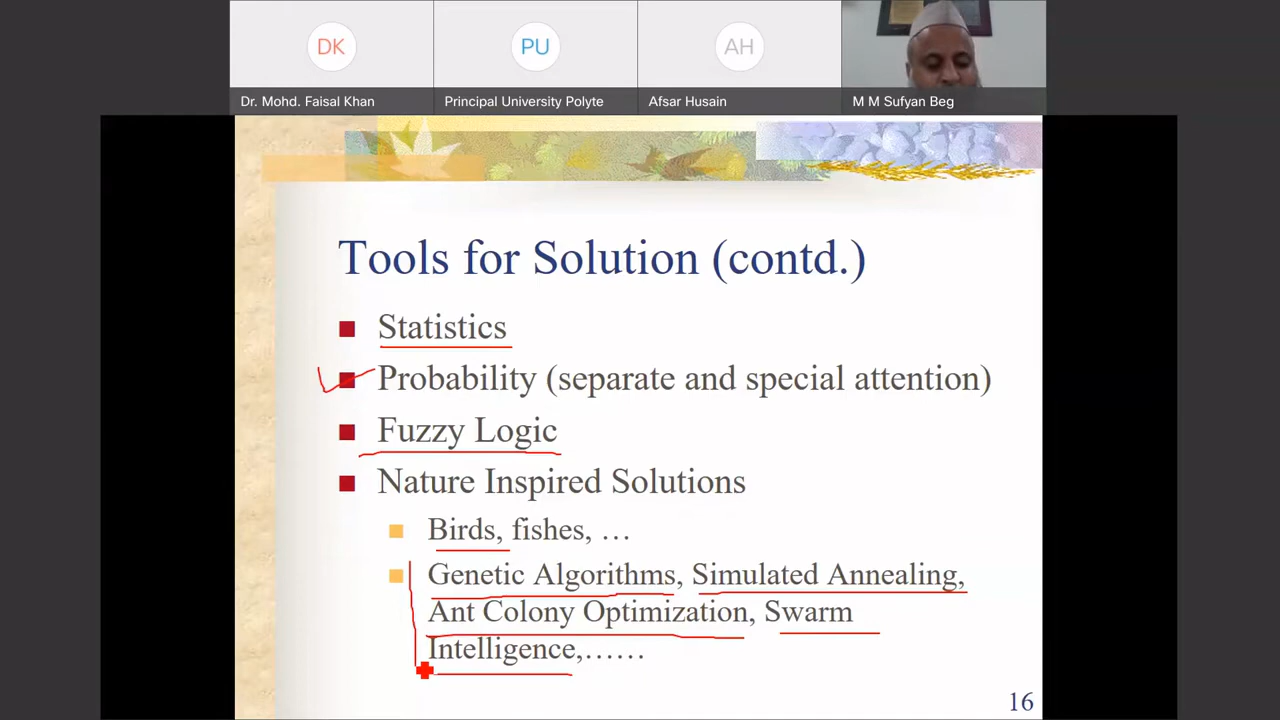 DK
PU
AH
Dr. Mohd. Faisal Khan
Principal University Polyte
Afsar Husain
M M Sufyan Beg
Tools for Solution (contd.)
Statistics
Probability (separate and special attention)
Fuzzy Logic
Nature Inspired Solutions
Birds, fishes, …
Genetic Algorithms, Simulated Annealing,
Ant Colony Optimization, Swarm
Intelligence,……
16